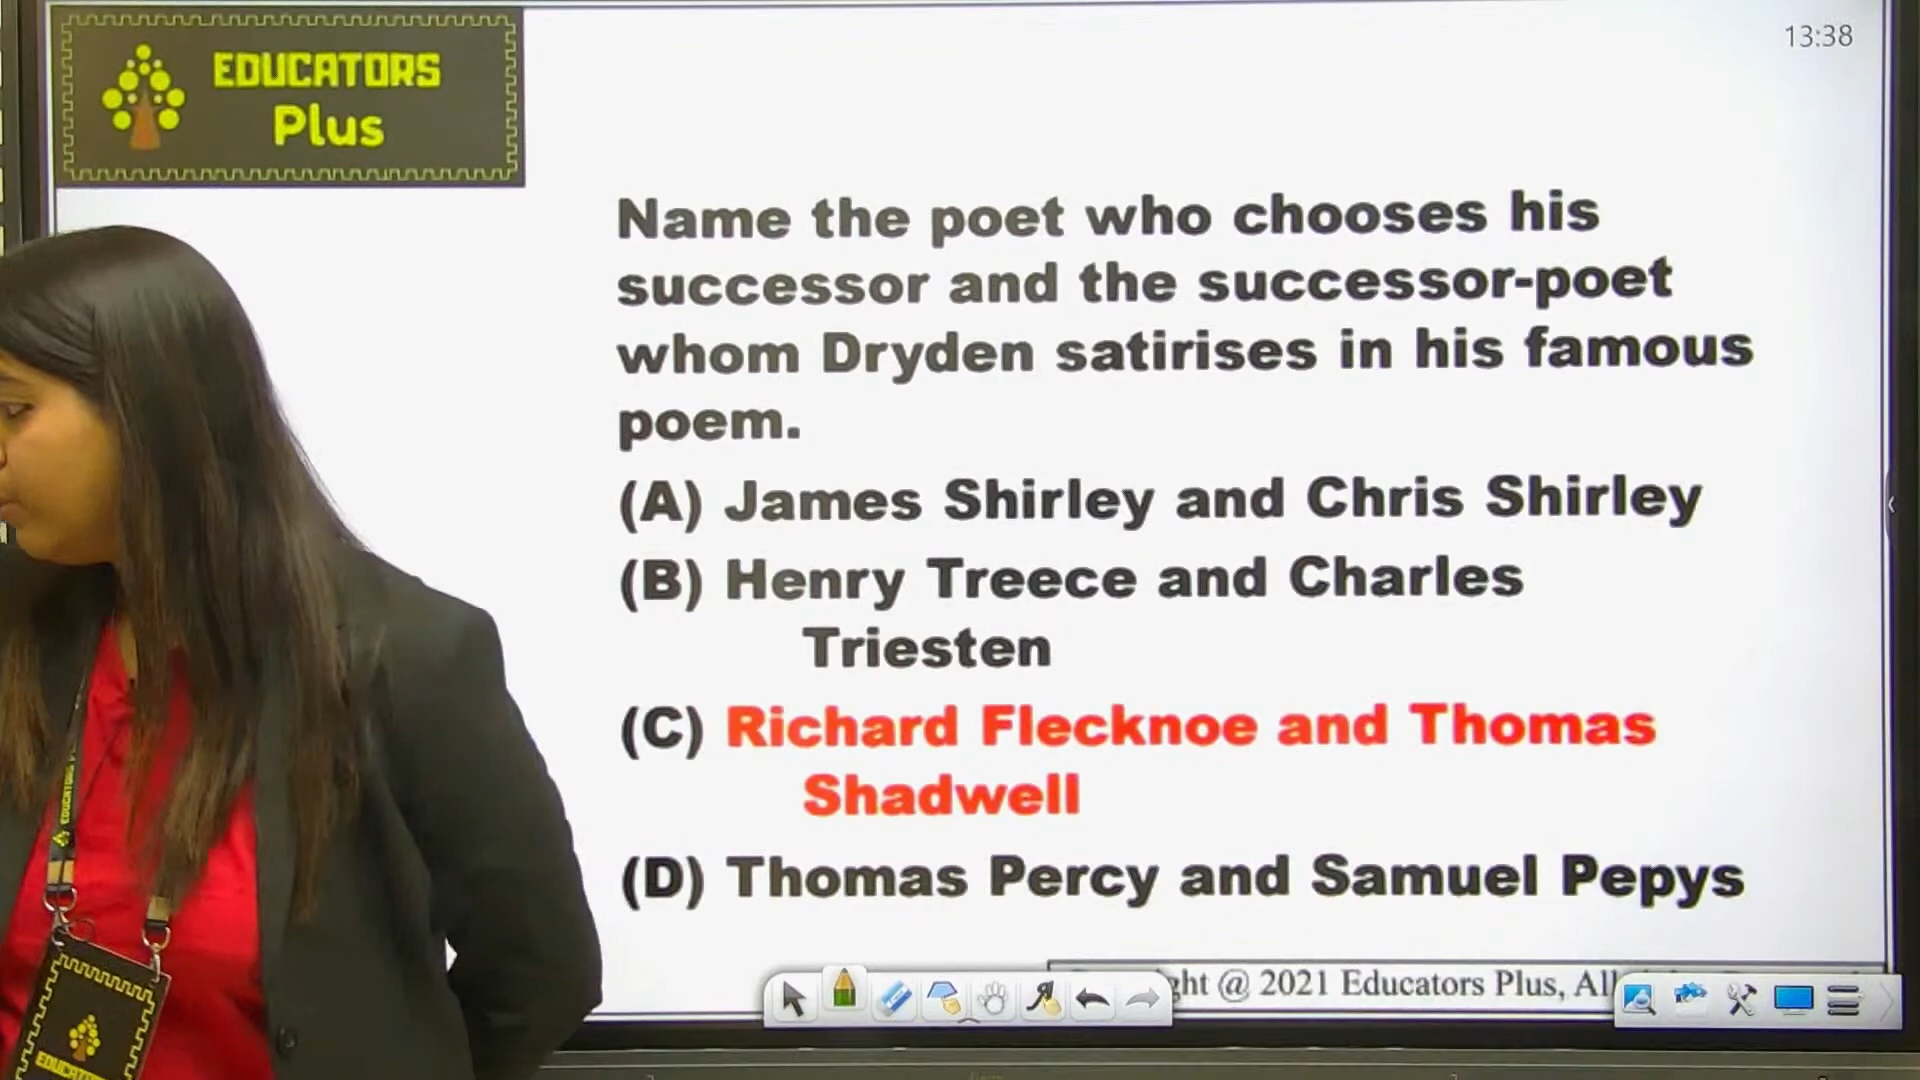 EDUCATORS
Plus
13:38
Name the poet who chooses his
successor and the successor-poet
whom Dryden satirises in his famous
poem.
(A) James Shirley and Chris Shirley
(B) Henry Treece and Charles
Triesten
(C) Richard Flecknoe and Thomas
Shadwell
(D) Thomas Percy and Samuel Pepys
@ 2021 Educators Plus,